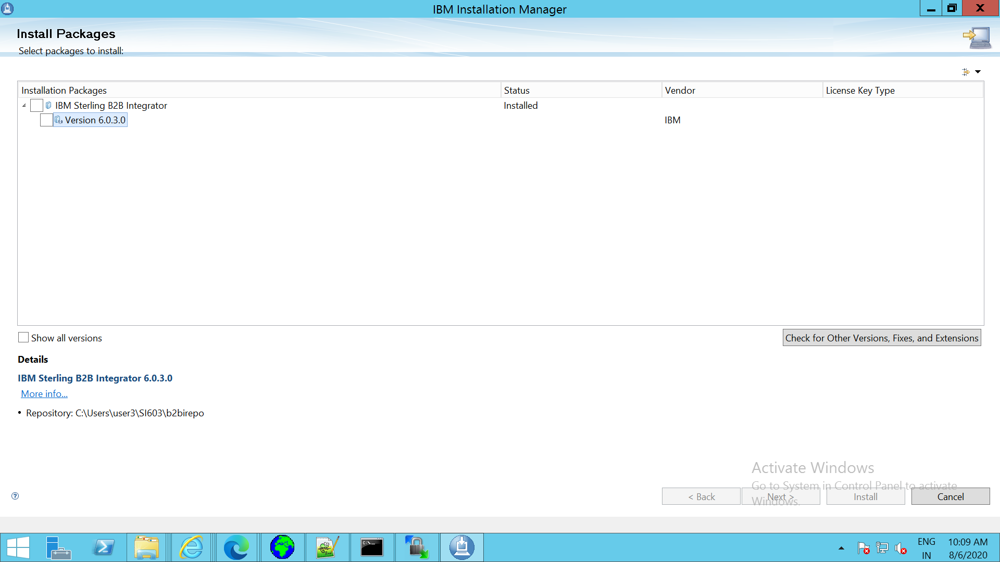 IBM Installation Manager
Install Packages
Select packages to install:
Installation Packages Status Vendor License Key Type
IBM Sterling B2B Integrator Installed
Version 6.0.3.0 IBM
Show all versions Check for Other Versions, Fixes, and Extensions
Details
IBM Sterling B2B Integrator 6.0.3.0
More info...
• Repository: C:\Users\user3\SI603\b2birepo
Activate Windows
Go to System in Control Panel to activate
Windows.
< Back Next > Install Cancel
ENG 10:09 AM
IN 8/6/2020